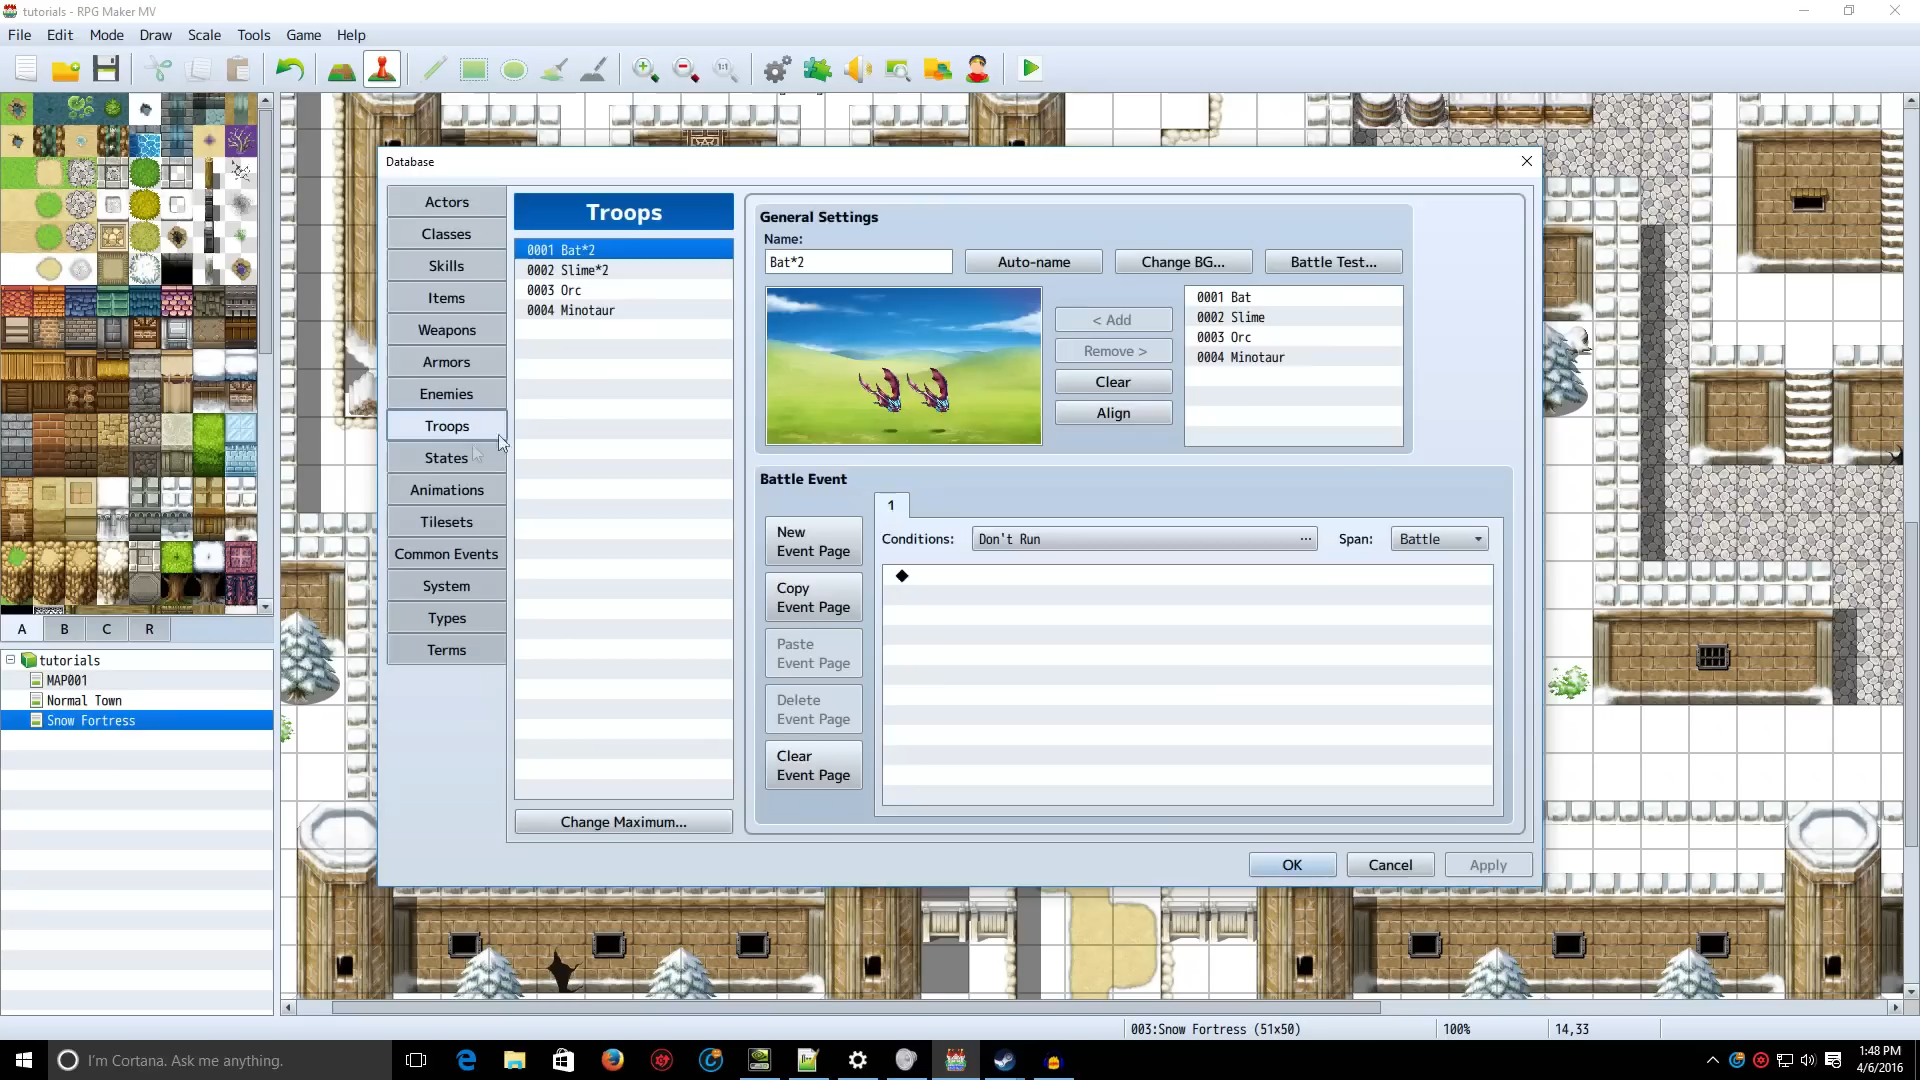 tutorials - RPG Maker MV
File Edit Mode Draw Scale Tools Game Help
1:1
A B C R
tutorials
MAP001
Normal Town
Snow Fortress
Database
Actors
Classes
Skills
Items
Weapons
Armors
Enemies
Troops
States
Animations
Tilesets
Common Events
System
Types
Terms
Troops
0001 Bat*2
0002 Slime*2
0003 Orc
0004 Minotaur
Change Maximum...
General Settings
Name:
Bat*2
Auto-name
Change BG...
Battle Test...
< Add
Remove >
Clear
Align
0001 Bat
0002 Slime
0003 Orc
0004 Minotaur
Battle Event
1
New
Event Page
Copy
Event Page
Paste
Event Page
Delete
Event Page
Clear
Event Page
Conditions: Don't Run ... Span: Battle
OK Cancel Apply
003:Snow Fortress (51x50) 100% 14,33
I'm Cortana. Ask me anything.
1:48 PM
4/6/2016